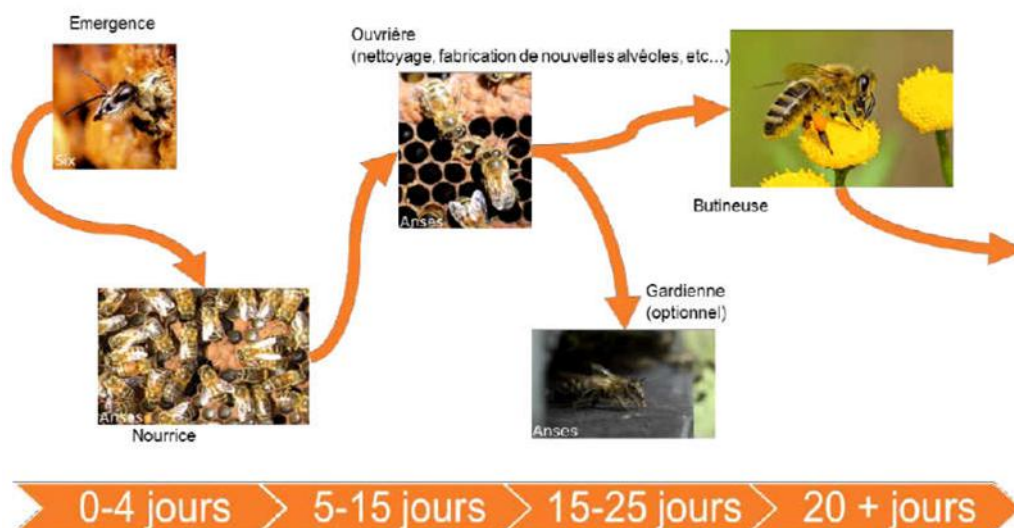 Emergence
Six
Ouvrière
(nettoyage, fabrication de nouvelles alvéoles, etc…)
Anses
Butineuse
Anses
Nourrice
Gardienne
(optionnel)
Anses
0-4 jours
5-15 jours
15-25 jours
20 + jours